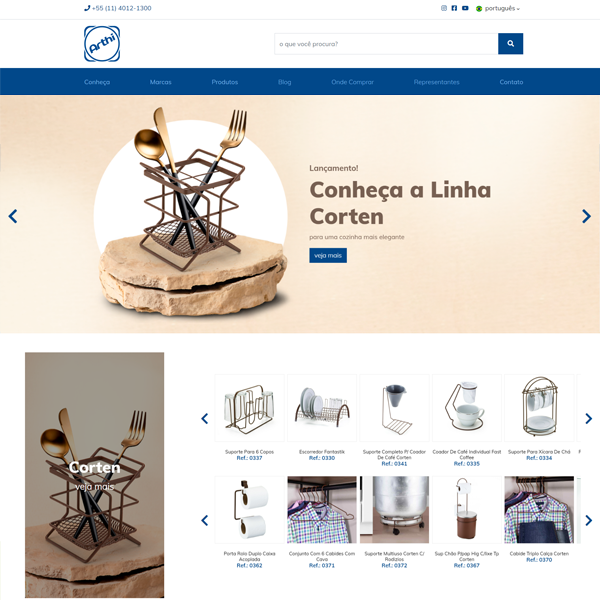 +55 (11) 4012-1300
português
Arthi
o que você procura?
Conheça
Marcas
Produtos
Blog
Onde Comprar
Representantes
Contato
Lançamento!
Conheça a Linha
Corten
para uma cozinha mais elegante
veja mais
Corten
veja mais
Suporte Para 6 Copos
Ref.: 0337
Escorredor Fantastik
Ref.: 0330
Suporte Completo P/ Coador
De Café Corten
Ref.: 0341
Coador De Café Individual Fast
Coffee
Ref.: 0335
Suporte Para Xícara De Chá
Ref.: 0334
Porta Rolo Duplo Caixa
Acoplada
Ref.: 0362
Conjunto Com 6 Cabides Com
Cava
Ref.: 0371
Suporte Multiuso Corten C/
Rodizios
Ref.: 0372
Sup Chão P/pap Hig C/lixe Tp
Corten
Ref.: 0367
Cabide Triplo Calça Corten
Ref.: 0370